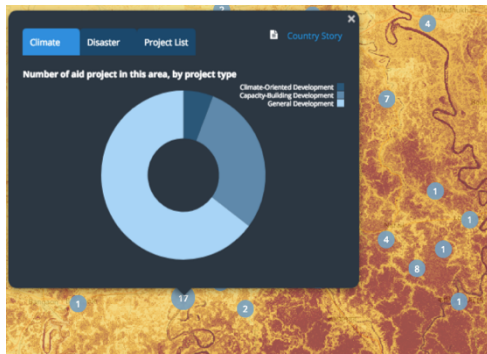 Climate
Disaster
Project List
Country Story
Number of aid project in this area, by project type
Climate-Oriented Development
Capacity-Building Development
General Development
4
7
1
1
4
1
8
1
1
17
2